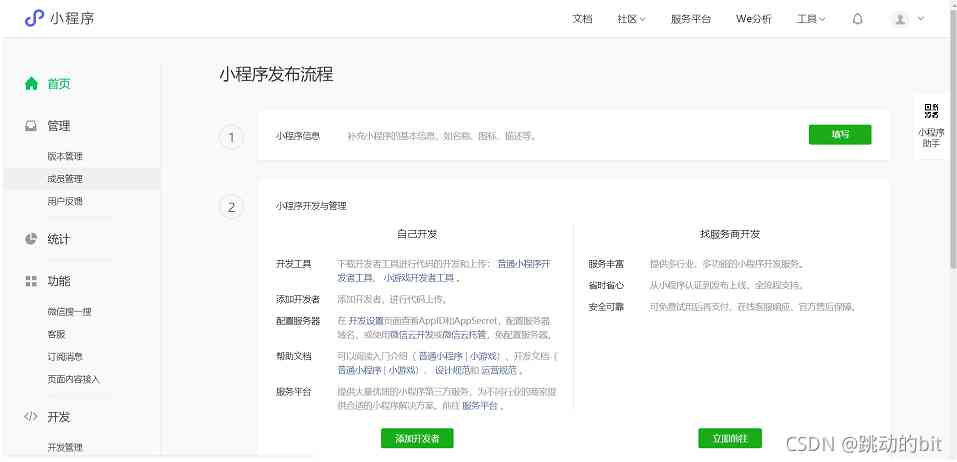 小程序
文档 社区 服务平台 We分析 工具
首页
管理
版本管理
成员管理
用户反馈
统计
功能
微信搜一搜
客服
订阅消息
页面内容接入
开发
开发管理
小程序发布流程
1
小程序信息 补充小程序的基本信息，如名称、图标、描述等。
填写
2
小程序开发与管理
自己开发
开发工具 下载开发者工具进行代码的开发和上传： 普通小程序开
发者工具、 小游戏开发者工具 。
添加开发者 添加开发者，进行代码上传。
配置服务器 在 开发设置页面查看AppID和AppSecret，配置服务器
域名，或使用微信云开发或微信云托管，免配置服务器。
帮助文档 可以阅读入门介绍（ 普通小程序 | 小游戏）、开发文档（
普通小程序 | 小游戏）、 设计规范和 运营规范 。
服务平台 提供大量优质的小程序第三方服务，为不同行业的商家提
供合适的小程序解决方案。前往 服务平台 。
添加开发者
找服务商开发
服务丰富 提供多行业、多功能的小程序开发服务。
省时省心 从小程序认证到发布上线，全流程支持。
安全可靠 可免费试用后再支付，在线客服响应，官方售后保障。
立即前往
小程序
助手
CSDN @跳动的bit